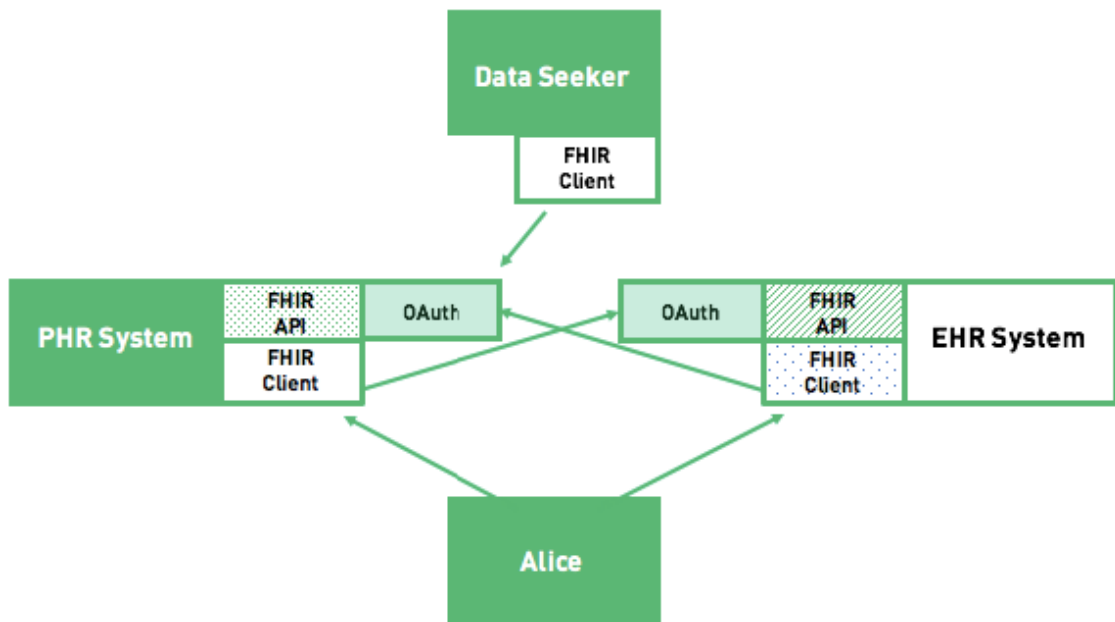 Data Seeker
FHIR
Client
PHR System
FHIR
API
OAuth
FHIR
Client
OAuth
FHIR
API
EHR System
FHIR
Client
Alice